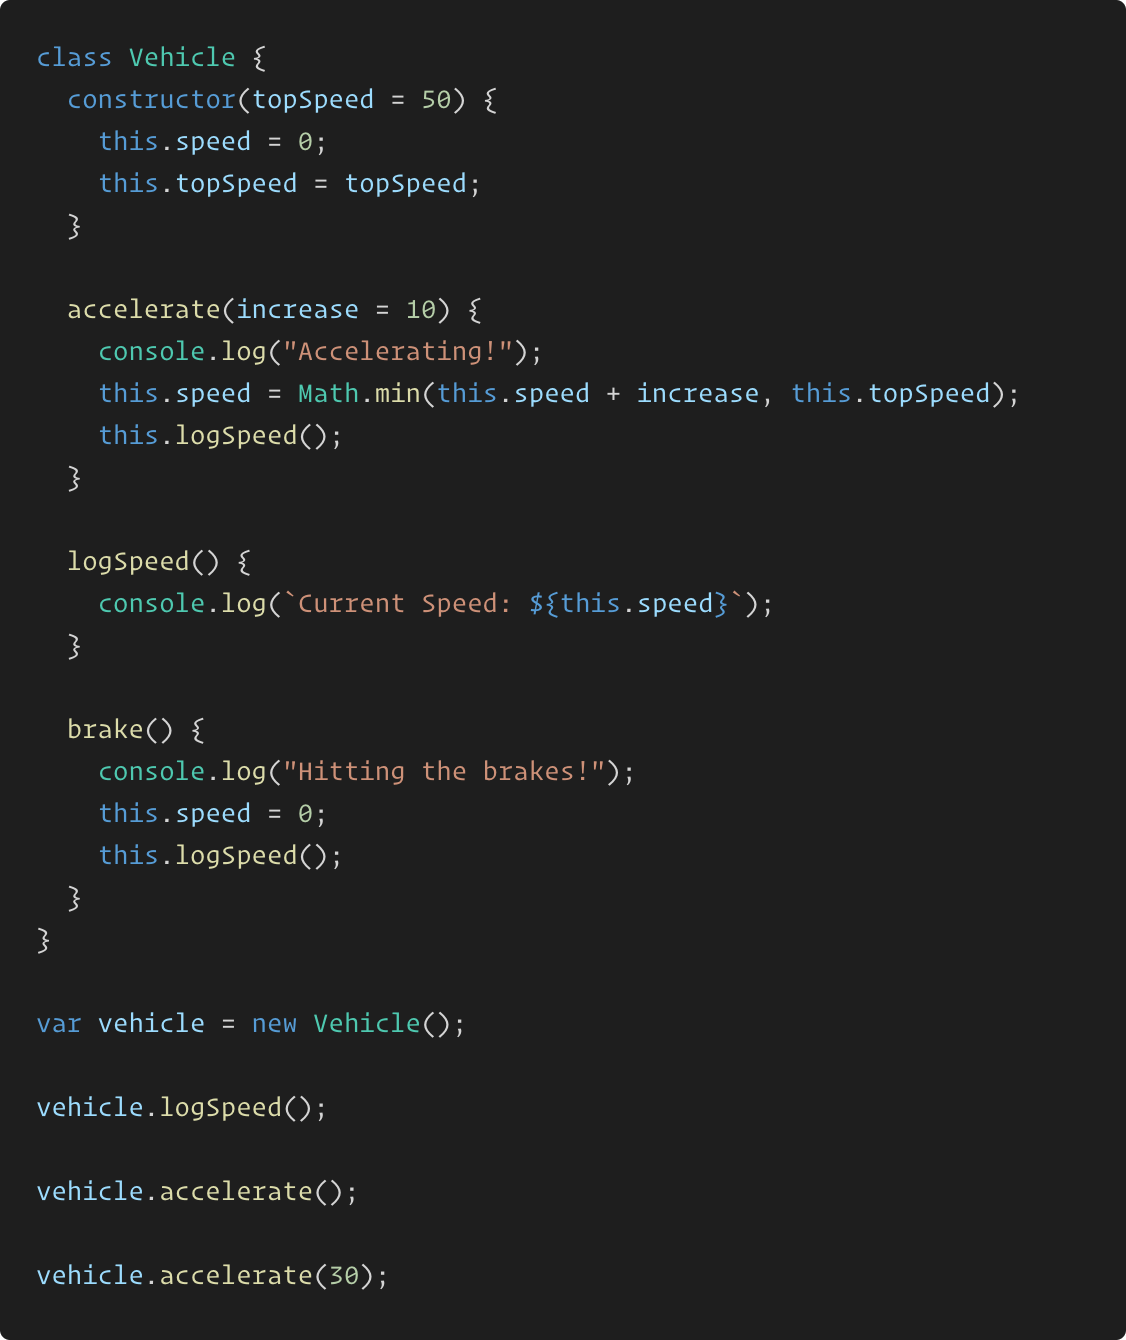 class Vehicle {
  constructor(topSpeed = 50) {
    this.speed = 0;
    this.topSpeed = topSpeed;
  }

  accelerate(increase = 10) {
    console.log("Accelerating!");
    this.speed = Math.min(this.speed + increase, this.topSpeed);
    this.logSpeed();
  }

  logSpeed() {
    console.log(`Current Speed: ${this.speed}`);
  }

  brake() {
    console.log("Hitting the brakes!");
    this.speed = 0;
    this.logSpeed();
  }
}

var vehicle = new Vehicle();

vehicle.logSpeed();

vehicle.accelerate();

vehicle.accelerate(30);